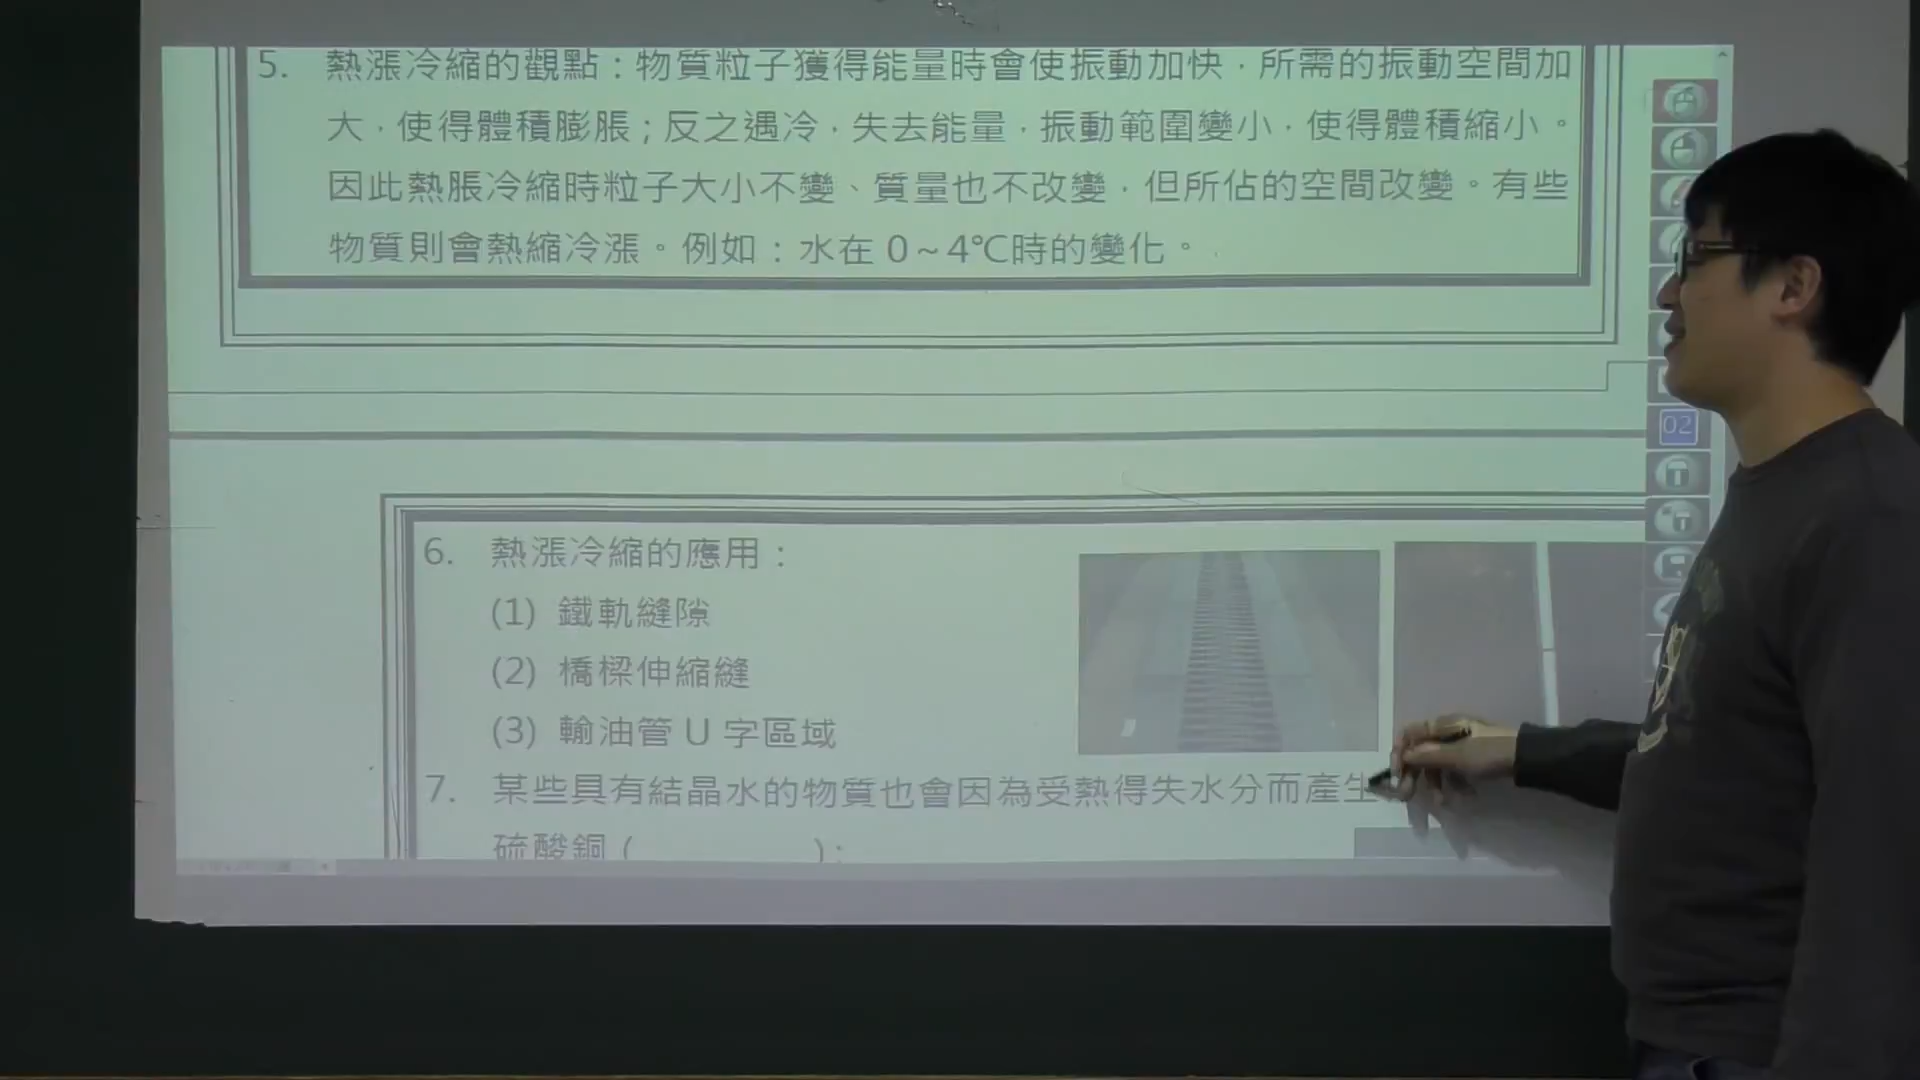 5. 熱漲冷縮的觀點：物質粒子獲得能量時會使振動加快，所需的振動空間加
大，使得體積膨脹；反之遇冷，失去能量，振動範圍變小，使得體積縮小。
因此熱脹冷縮時粒子大小不變、質量也不改變，但所佔的空間改變。有些
物質則會熱縮冷漲。例如：水在 0~4℃時的變化。
6. 熱漲冷縮的應用：
(1) 鐵軌縫隙
(2) 橋樑伸縮縫
(3) 輸油管 U 字區域
7. 某些具有結晶水的物質也會因為受熱得失水分而產生
硫酸銅 ( ):
02
T
T